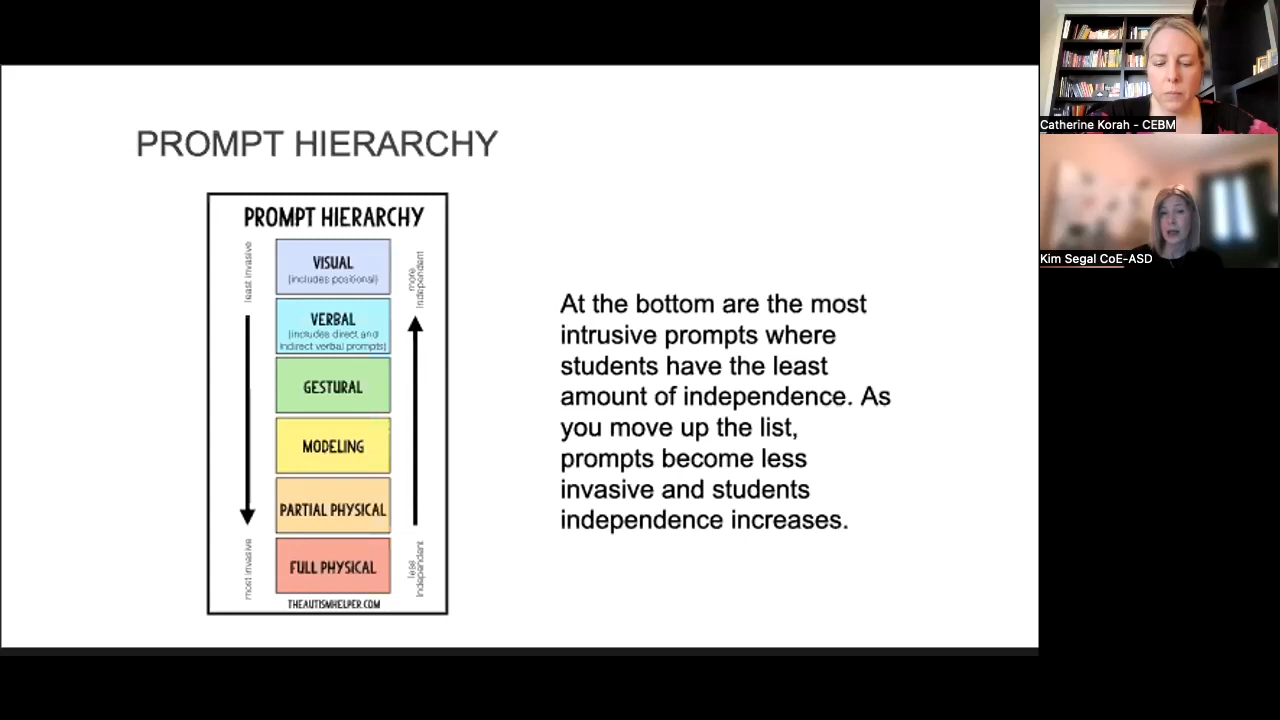 PROMPT HIERARCHY
PROMPT HIERARCHY
least invasive
more
independent
VISUAL
(includes positional)
VERBAL
(includes direct and
indirect verbal prompts)
GESTURAL
MODELING
PARTIAL PHYSICAL
FULL PHYSICAL
most invasive
less
independent
THEAUTISMHELPER.COM
At the bottom are the most
intrusive prompts where
students have the least
amount of independence. As
you move up the list,
prompts become less
invasive and students
independence increases.
Catherine Korah - CEBM
Kim Segal CoE-ASD